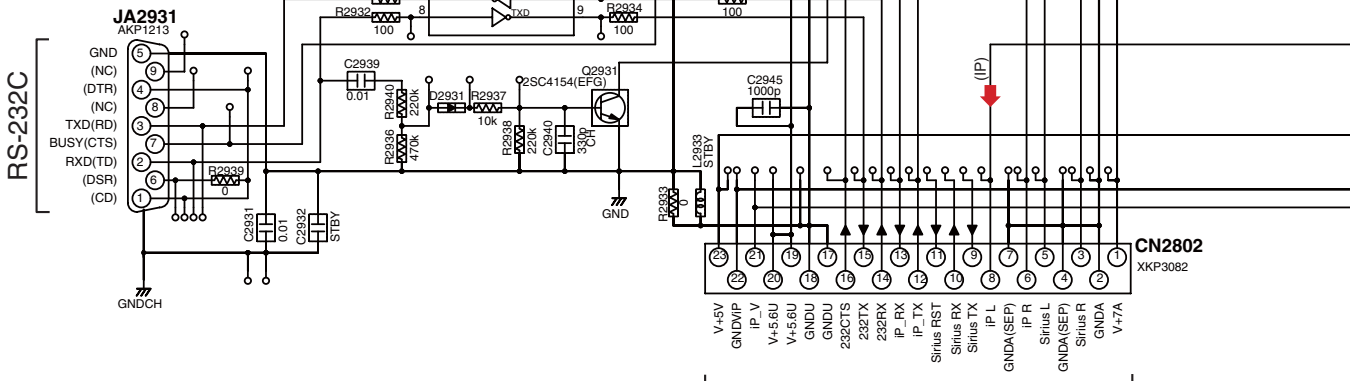 JA2931
AKP1213
RS-232C
GND 5
(NC) 9
(DTR) 4
(NC) 8
TXD(RD) 3
BUSY(CTS) 7
RXD(TD) 2
(DSR) 6
(CD) 1
R2932
100
8
TXD
9
R2934
100
100
C2939
0.01
R2940
220k
R2936
470k
D2931
R2937
10k
2SC4154(EFG)
Q2931
R2938
220k
C2940
330p
CH
C2945
1000p
(IP)
R2939
0
C2931
0.01
C2932
STBY
GNDCH
GND
R2933
0
L2933
STBY
CN2802
XKP3082
23 21 19 17 15 13 11 9 7 5 3 1
22 20 18 16 14 12 10 8 6 4 2
V+5V
GNDViP
iP_V
V+5.6U
V+5.6U
GNDU
GNDU
232CTS
232TX
232RX
iP_RX
iP_TX
Sirius RST
Sirius RX
Sirius TX
iP L
GNDA(SEP)
iP R
Sirius L
GNDA(SEP)
Sirius R
GNDA
V+7A